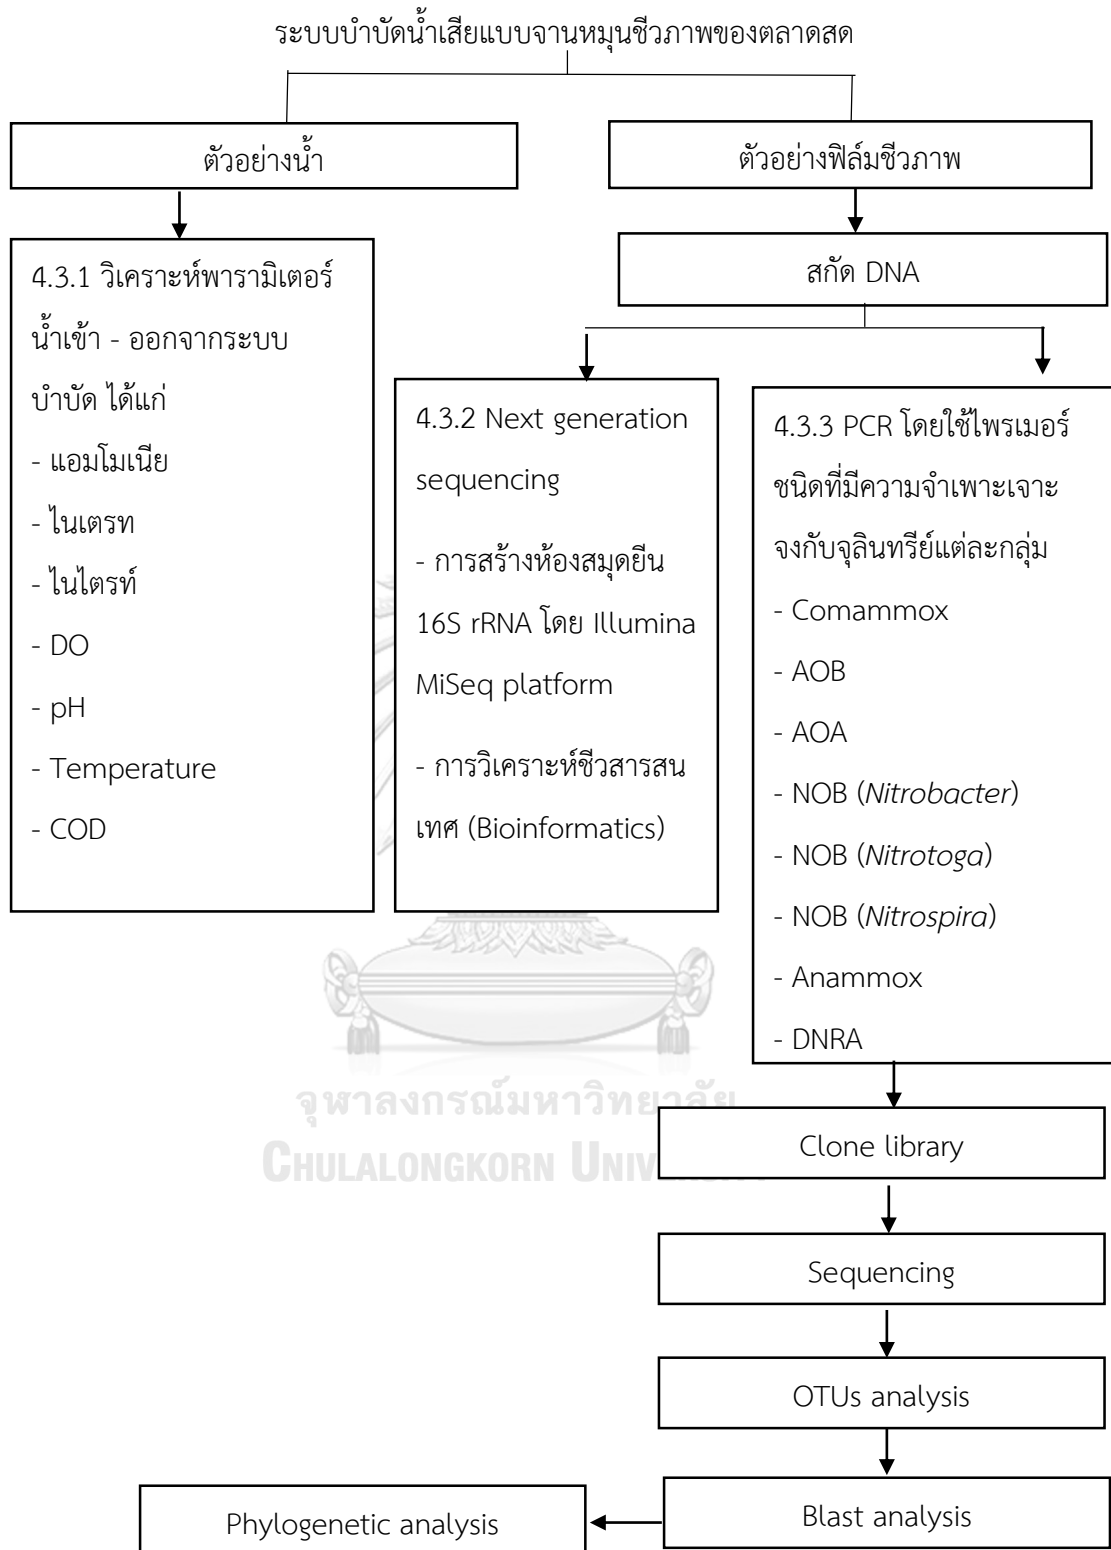 ระบบบำบัดน้ำเสียแบบจานหมุนชีวภาพของตลาดสด
ตัวอย่างน้ำ
ตัวอย่างฟิล์มชีวภาพ
4.3.1 วิเคราะห์พารามิเตอร์
น้ำเข้า - ออกจากระบบ
บำบัด ได้แก่
- แอมโมเนีย
- ไนเตรท
- ไนไตรท์
- DO
- pH
- Temperature
- COD
สกัด DNA
4.3.2 Next generation
sequencing
- การสร้างห้องสมุดยีน
16S rRNA โดย Illumina
MiSeq platform
- การวิเคราะห์ชีวสารสน
เทศ (Bioinformatics)
4.3.3 PCR โดยใช้ไพรเมอร์
ชนิดที่มีความจำเพาะเจาะ
จงกับจุลินทรีย์แต่ละกลุ่ม
- Comammox
- AOB
- AOA
- NOB (Nitrobacter)
- NOB (Nitrotoga)
- NOB (Nitrospira)
- Anammox
- DNRA
จุฬาลงกรณ์มหาวิทยาลัย
CHULALONGKORN
Clone library
Sequencing
OTUs analysis
Blast analysis
Phylogenetic analysis